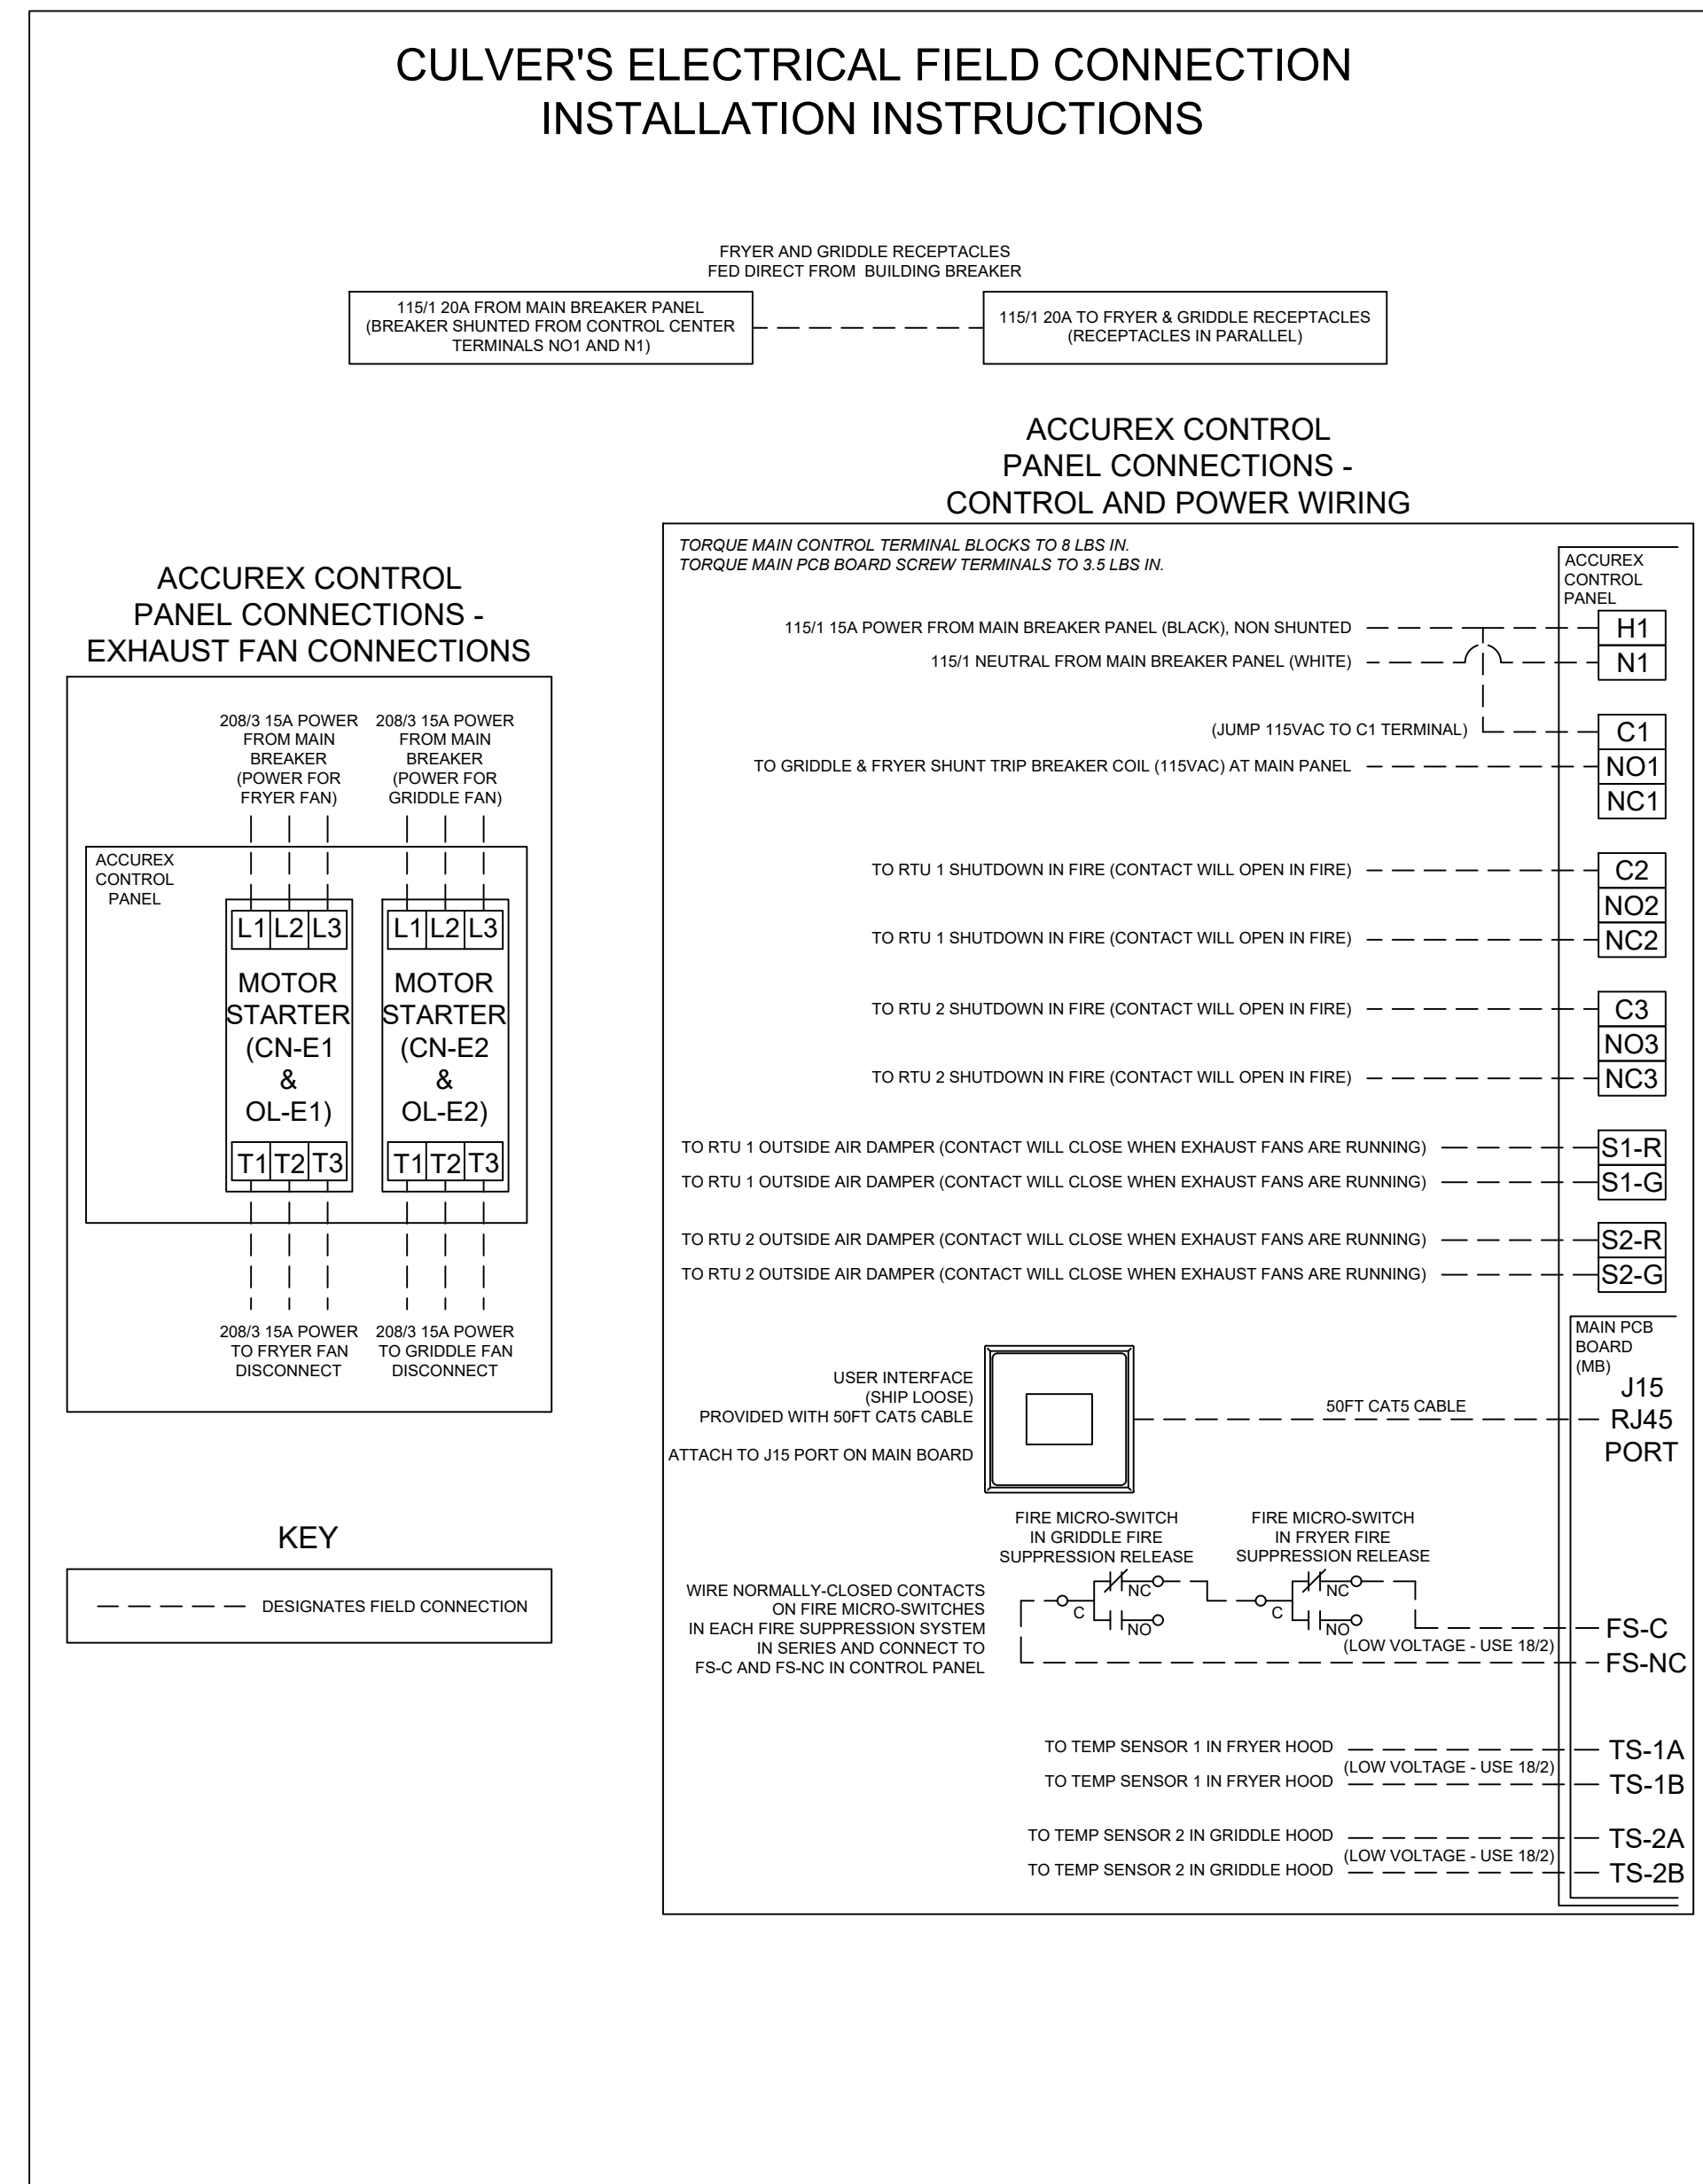 CULVER'S ELECTRICAL FIELD CONNECTION
INSTALLATION INSTRUCTIONS
FRYER AND GRIDDLE RECEPTACLES
FED DIRECT FROM BUILDING BREAKER
115/1 20A FROM MAIN BREAKER PANEL
(BREAKER SHUNTED FROM CONTROL CENTER
TERMINALS NO1 AND N1)
115/1 20A TO FRYER & GRIDDLE RECEPTACLES
(RECEPTACLES IN PARALLEL)
ACCUREX CONTROL
PANEL CONNECTIONS -
EXHAUST FAN CONNECTIONS
208/3 15A POWER
FROM MAIN
BREAKER
(POWER FOR
FRYER FAN)
208/3 15A POWER
FROM MAIN
BREAKER
(POWER FOR
GRIDDLE FAN)
ACCUREX
CONTROL
PANEL
L1 L2 L3
MOTOR
STARTER
(CN-E1
&
OL-E1)
T1 T2 T3
L1 L2 L3
MOTOR
STARTER
(CN-E2
&
OL-E2)
T1 T2 T3
208/3 15A POWER
TO FRYER FAN
DISCONNECT
208/3 15A POWER
TO GRIDDLE FAN
DISCONNECT
KEY
DESIGNATES FIELD CONNECTION
ACCUREX CONTROL
PANEL CONNECTIONS -
CONTROL AND POWER WIRING
TORQUE MAIN CONTROL TERMINAL BLOCKS TO 8 LBS IN.
TORQUE MAIN PCB BOARD SCREW TERMINALS TO 3.5 LBS IN.
ACCUREX
CONTROL
PANEL
115/1 15A POWER FROM MAIN BREAKER PANEL (BLACK), NON SHUNTED H1
115/1 NEUTRAL FROM MAIN BREAKER PANEL (WHITE) N1
(JUMP 115VAC TO C1 TERMINAL) C1
TO GRIDDLE & FRYER SHUNT TRIP BREAKER COIL (115VAC) AT MAIN PANEL NO1
NC1
TO RTU 1 SHUTDOWN IN FIRE (CONTACT WILL OPEN IN FIRE) C2
NO2
TO RTU 1 SHUTDOWN IN FIRE (CONTACT WILL OPEN IN FIRE) NC2
TO RTU 2 SHUTDOWN IN FIRE (CONTACT WILL OPEN IN FIRE) C3
NO3
TO RTU 2 SHUTDOWN IN FIRE (CONTACT WILL OPEN IN FIRE) NC3
TO RTU 1 OUTSIDE AIR DAMPER (CONTACT WILL CLOSE WHEN EXHAUST FANS ARE RUNNING) S1-R
TO RTU 1 OUTSIDE AIR DAMPER (CONTACT WILL CLOSE WHEN EXHAUST FANS ARE RUNNING) S1-G
TO RTU 2 OUTSIDE AIR DAMPER (CONTACT WILL CLOSE WHEN EXHAUST FANS ARE RUNNING) S2-R
TO RTU 2 OUTSIDE AIR DAMPER (CONTACT WILL CLOSE WHEN EXHAUST FANS ARE RUNNING) S2-G
MAIN PCB
BOARD
(MB)
USER INTERFACE
(SHIP LOOSE)
PROVIDED WITH 50FT CAT5 CABLE
ATTACH TO J15 PORT ON MAIN BOARD
50FT CAT5 CABLE
J15
RJ45
PORT
FIRE MICRO-SWITCH
IN GRIDDLE FIRE
SUPPRESSION RELEASE
FIRE MICRO-SWITCH
IN FRYER FIRE
SUPPRESSION RELEASE
WIRE NORMALLY-CLOSED CONTACTS
ON FIRE MICRO-SWITCHES
IN EACH FIRE SUPPRESSION SYSTEM
IN SERIES AND CONNECT TO
FS-C AND FS-NC IN CONTROL PANEL
C NC NO
C NC NO
FS-C
(LOW VOLTAGE - USE 18/2)
FS-NC
TO TEMP SENSOR 1 IN FRYER HOOD TS-1A
(LOW VOLTAGE - USE 18/2)
TO TEMP SENSOR 1 IN FRYER HOOD TS-1B
TO TEMP SENSOR 2 IN GRIDDLE HOOD TS-2A
(LOW VOLTAGE - USE 18/2)
TO TEMP SENSOR 2 IN GRIDDLE HOOD TS-2B